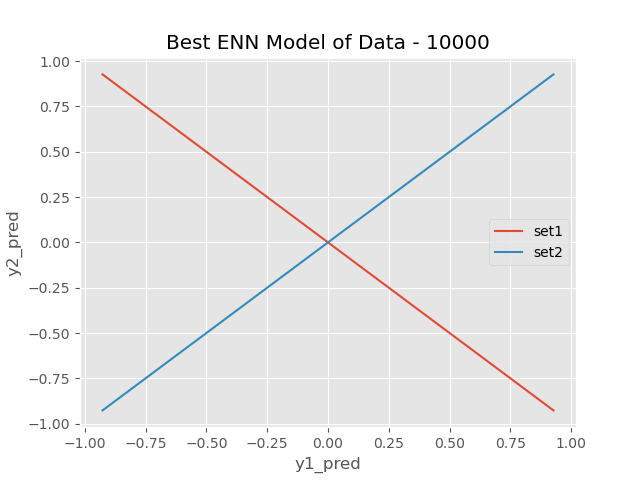 Best ENN Model of Data - 10000
1.00
0.75
0.50
0.25
0.00
−0.25
−0.50
−0.75
−1.00
y2_pred
set1
set2
−1.00 −0.75 −0.50 −0.25 0.00 0.25 0.50 0.75 1.00
y1_pred